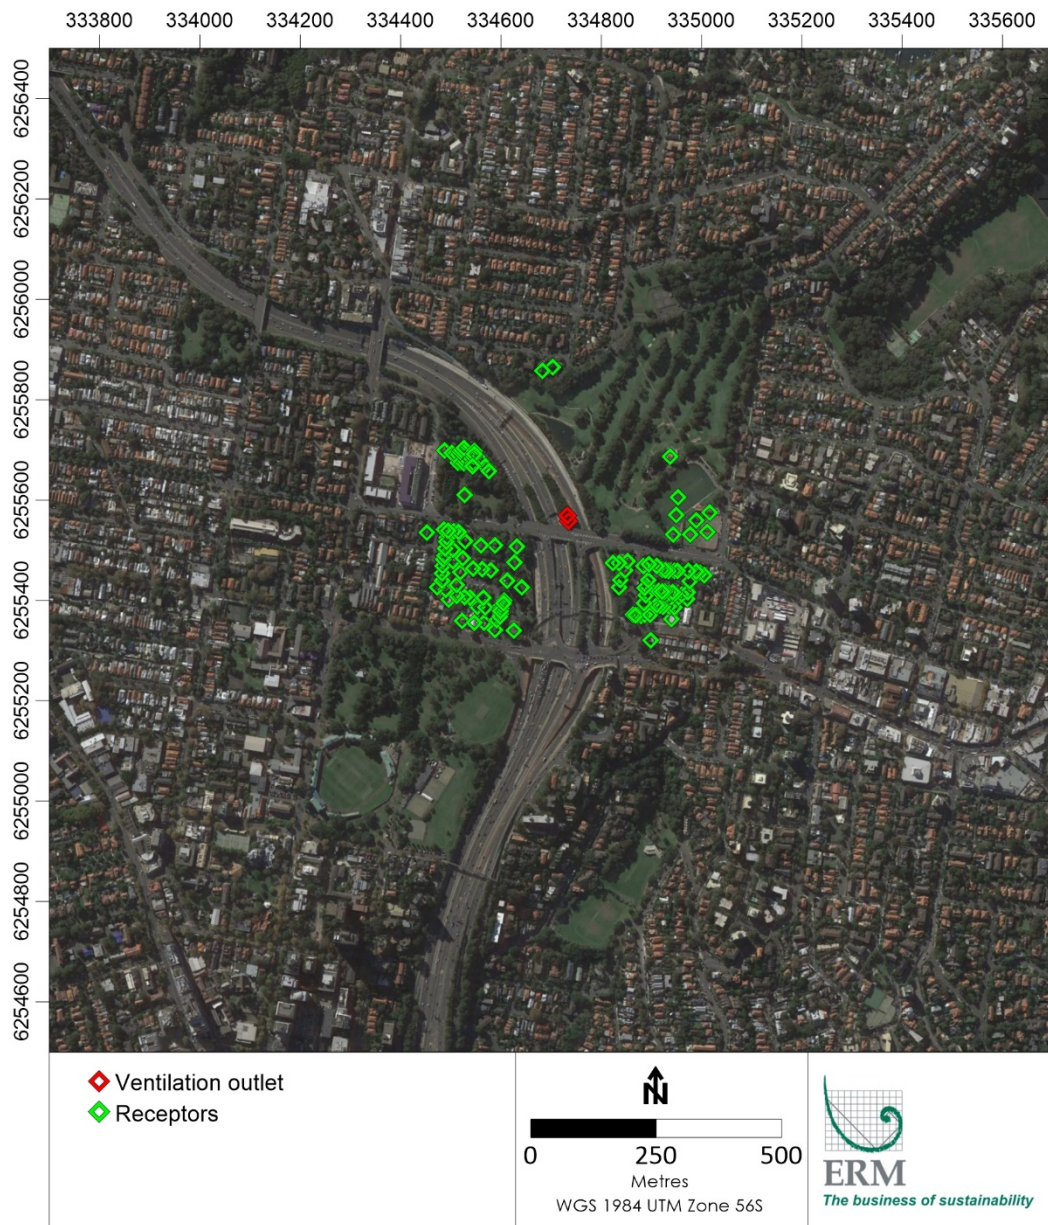 333800 334000 334200 334400 334600 334800 335000 335200 335400 335600
6256400
6256200
6256000
6255800
6255600
6255400
6255200
6255000
6254800
6254600
Ventilation outlet
Receptors
N
0 250 500
Metres
WGS 1984 UTM Zone 56S
ERM
The business of sustainability